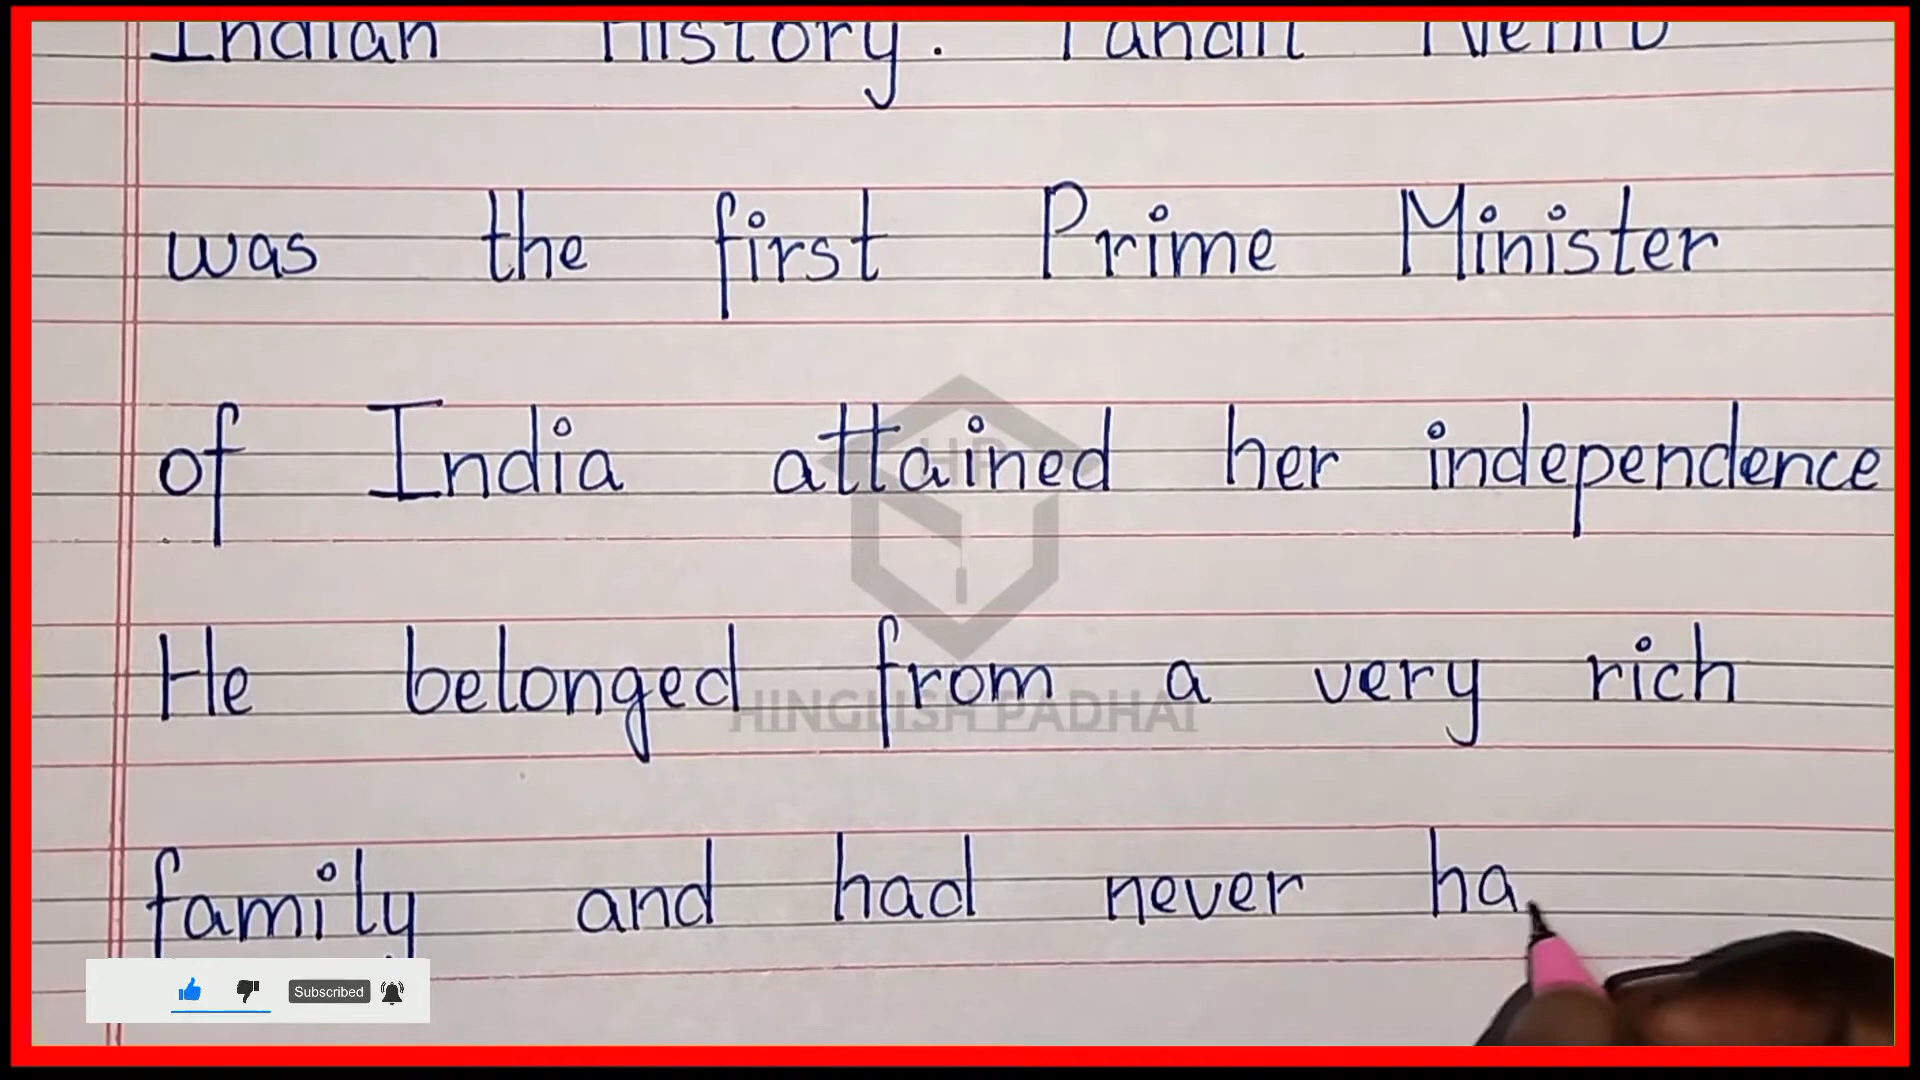 Indian History. Pandit Nehru
was the first Prime Minister
of India attained her independence
He belonged from a very rich
HINGLISH PADHAI
family and had never ha
Subscribed